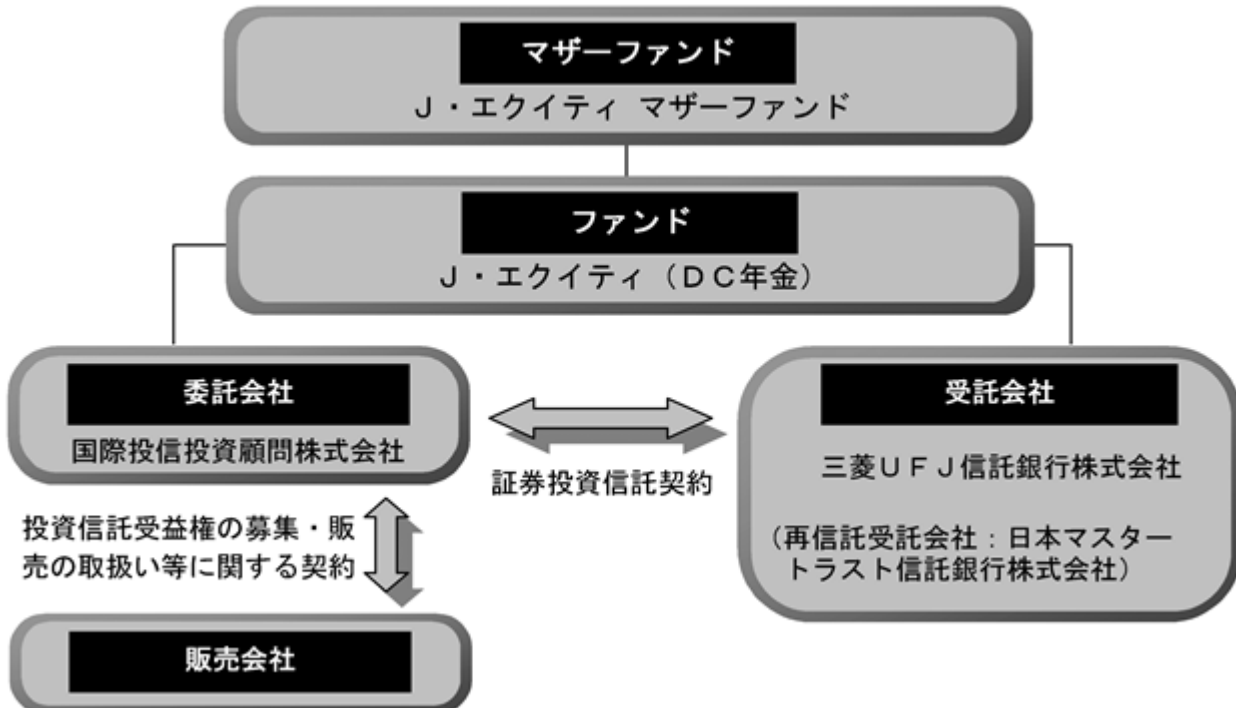 マザーファンド
Ｊ・エクイティ マザーファンド
ファンド
Ｊ・エクイティ（ＤＣ年金）
委託会社
国際投信投資顧問株式会社
証券投資信託契約
受託会社
三菱ＵＦＪ信託銀行株式会社
（再信託受託会社：日本マスター
トラスト信託銀行株式会社）
投資信託受益権の募集・販
売の取扱い等に関する契約
販売会社